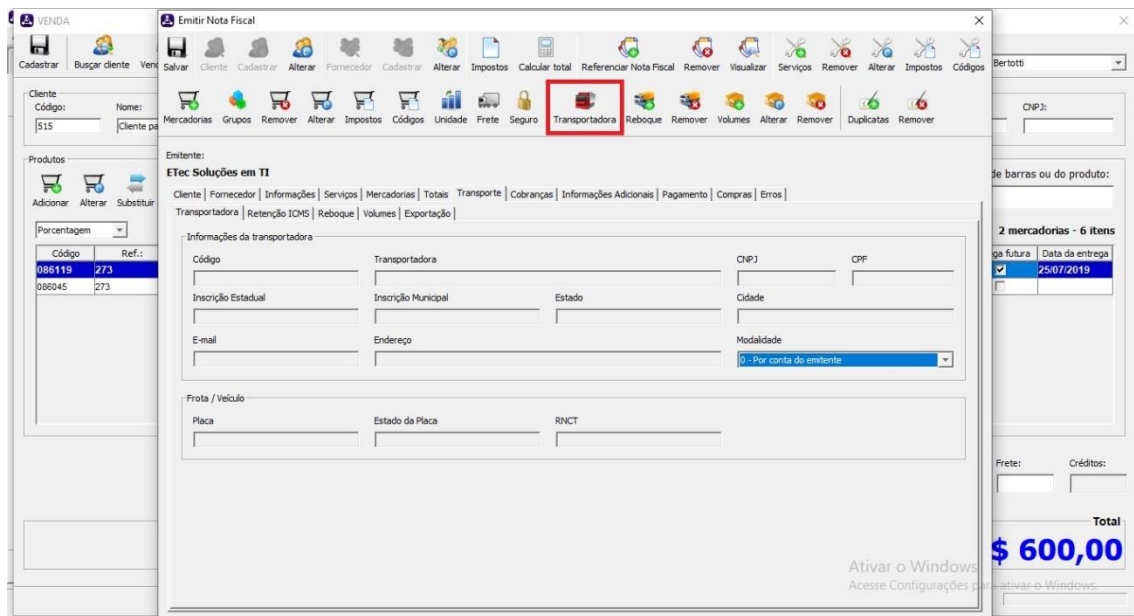 VENDA
Emitir Nota Fiscal
Cadastrar Busçar cliente
Salvar Cliente Cadastrar Alterar Fornecedor Cadastrar Alterar Impostos Calcular total Referenciar Nota Fiscal Remover Visualizar Serviços Remover Alterar Impostos Códigos
Bertotti
Cliente
Código: Nome:
515 Cliente pa
CNPJ:
Mercadorias Grupos Remover Alterar Impostos Códigos Unidade Frete Seguro Transportadora Reboque Remover Volumes Alterar Remover Duplicatas Remover
Emitente:
ETec Soluções em TI
Produtos
Adicionar Alterar Substituir
de barras ou do produto:
Cliente Fornecedor Informações Serviços Mercadorias Totais Transporte Cobranças Informações Adicionais Pagamento Compras Erros
Transportadora Retenção ICMS Reboque Volumes Exportação
Porcentagem
2 mercadorias - 6 itens
Código Ref.:
ga futura Data da entrega
086119 273
25/07/2019
086045 273
Informações da transportadora
Código Transportadora CNPJ CPF
Inscrição Estadual Inscrição Municipal Estado Cidade
E-mail Endereço Modalidade
0 - Por conta do emitente
Frota / Veículo
Placa Estado da Placa RNCT
Frete: Créditos:
Total
$ 600,00
Ativar o Windows
Acesse Configurações para ativar o Windows.